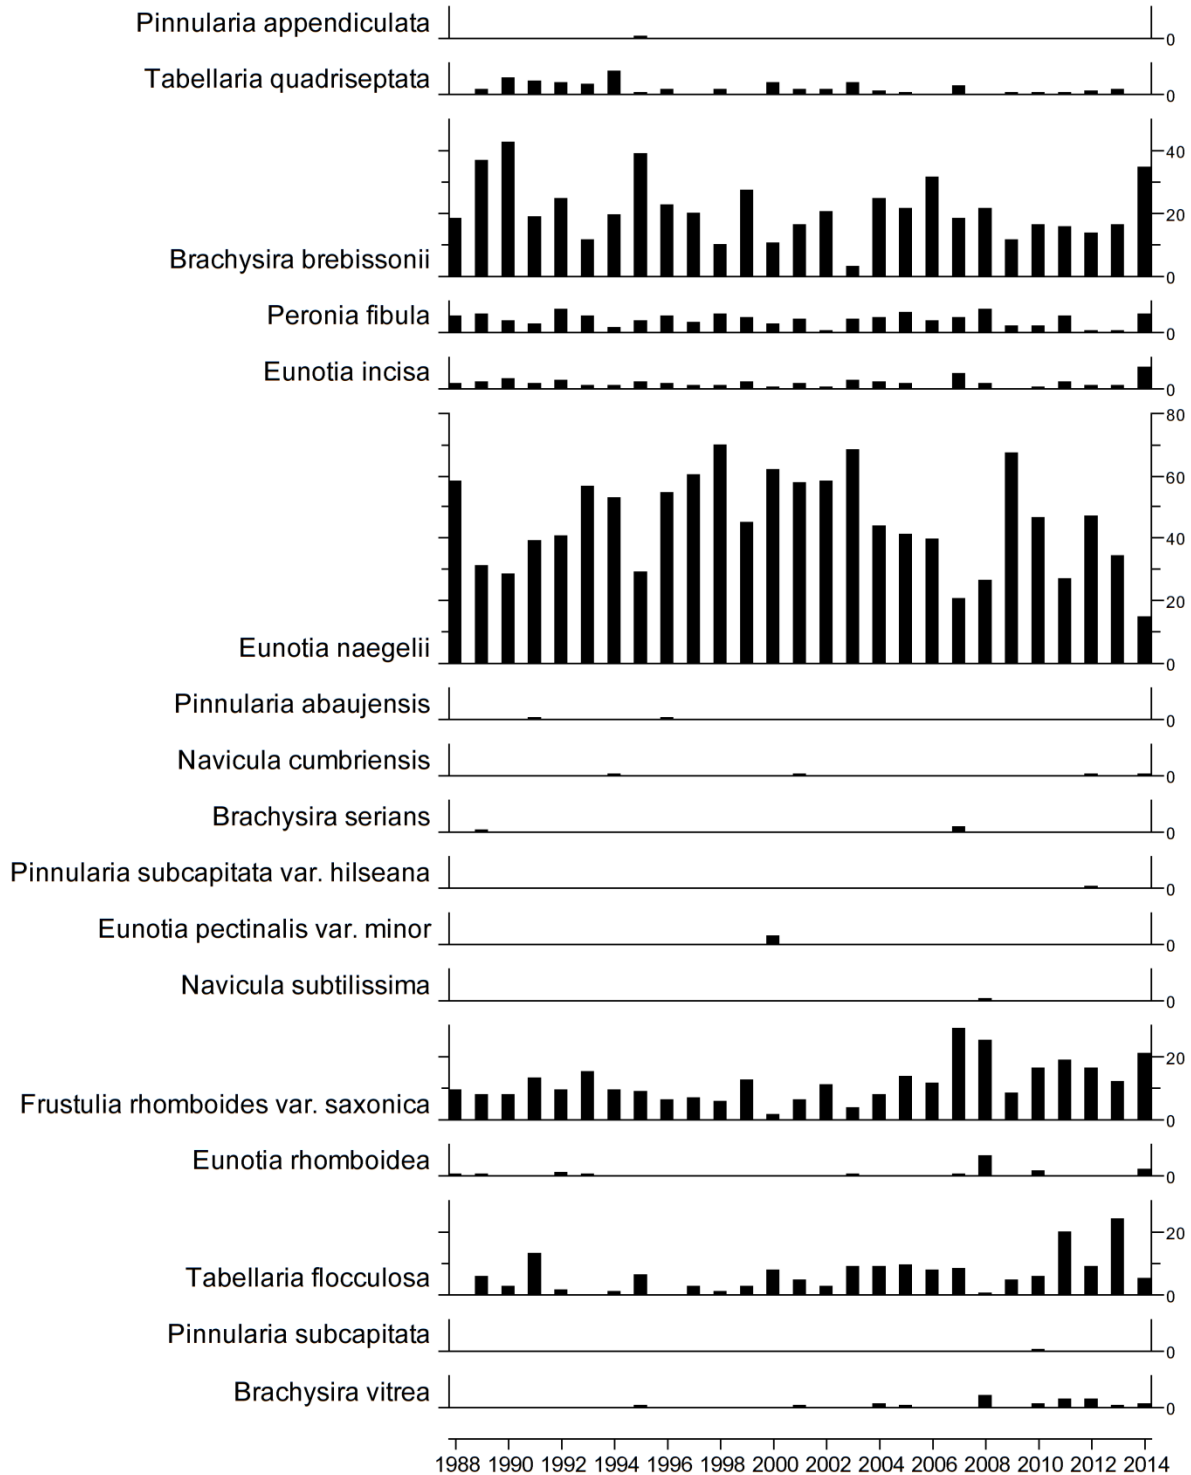 Pinnularia appendiculata
0
Tabellaria quadriseptata
0
40
20
Brachysira brebissonii
0
Peronia fibula
0
Eunotia incisa
0
80
60
40
20
Eunotia naegelii
0
Pinnularia abaujensis
0
Navicula cumbriensis
0
Brachysira serians
0
Pinnularia subcapitata var. hilseana
0
Eunotia pectinalis var. minor
0
Navicula subtilissima
0
20
Frustulia rhomboides var. saxonica
0
Eunotia rhomboidea
0
20
Tabellaria flocculosa
0
Pinnularia subcapitata
0
Brachysira vitrea
0
1988 1990 1992 1994 1996 1998 2000 2002 2004 2006 2008 2010 2012 2014